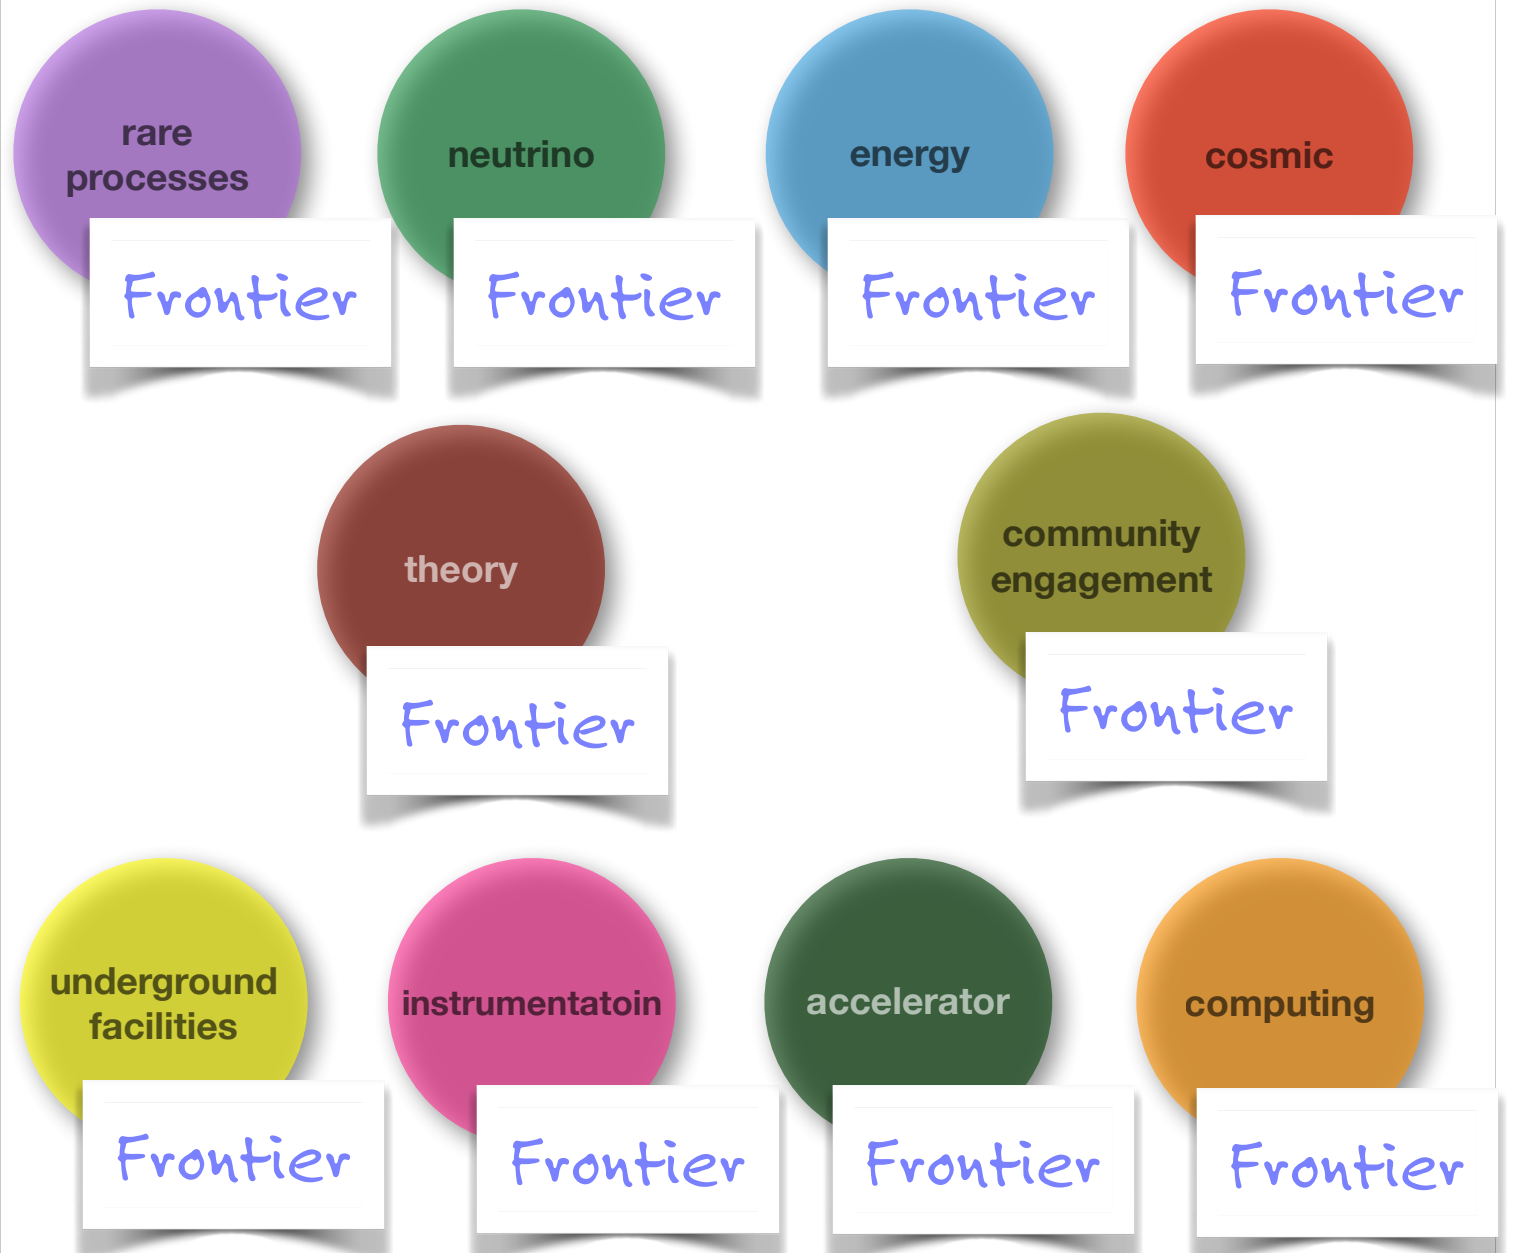 rare
processes
Frontier
neutrino
Frontier
energy
Frontier
cosmic
Frontier
theory
Frontier
community
engagement
Frontier
underground
facilities
Frontier
instrumentatoin
Frontier
accelerator
Frontier
computing
Frontier